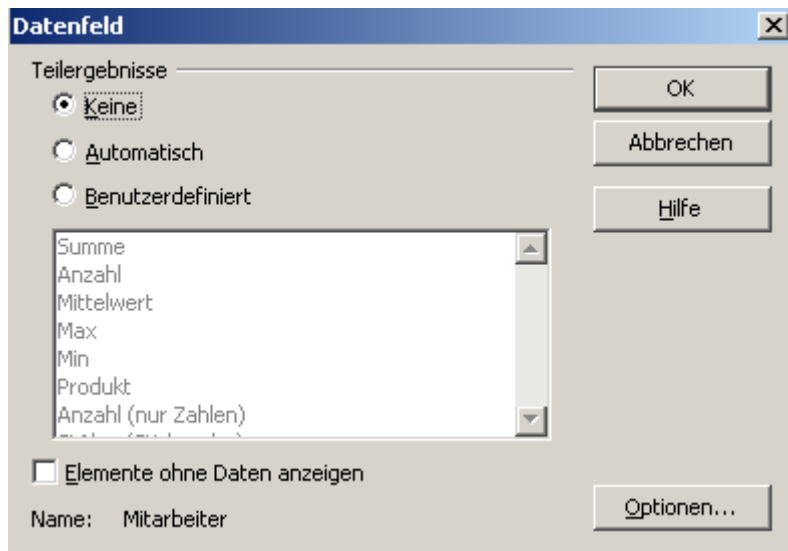 Datenfeld
Teilergebnisse
Keine
Automatisch
Benutzerdefiniert
Summe
Anzahl
Mittelwert
Max
Min
Produkt
Anzahl (nur Zahlen)
Elemente ohne Daten anzeigen
Name: Mitarbeiter
OK
Abbrechen
Hilfe
Optionen...